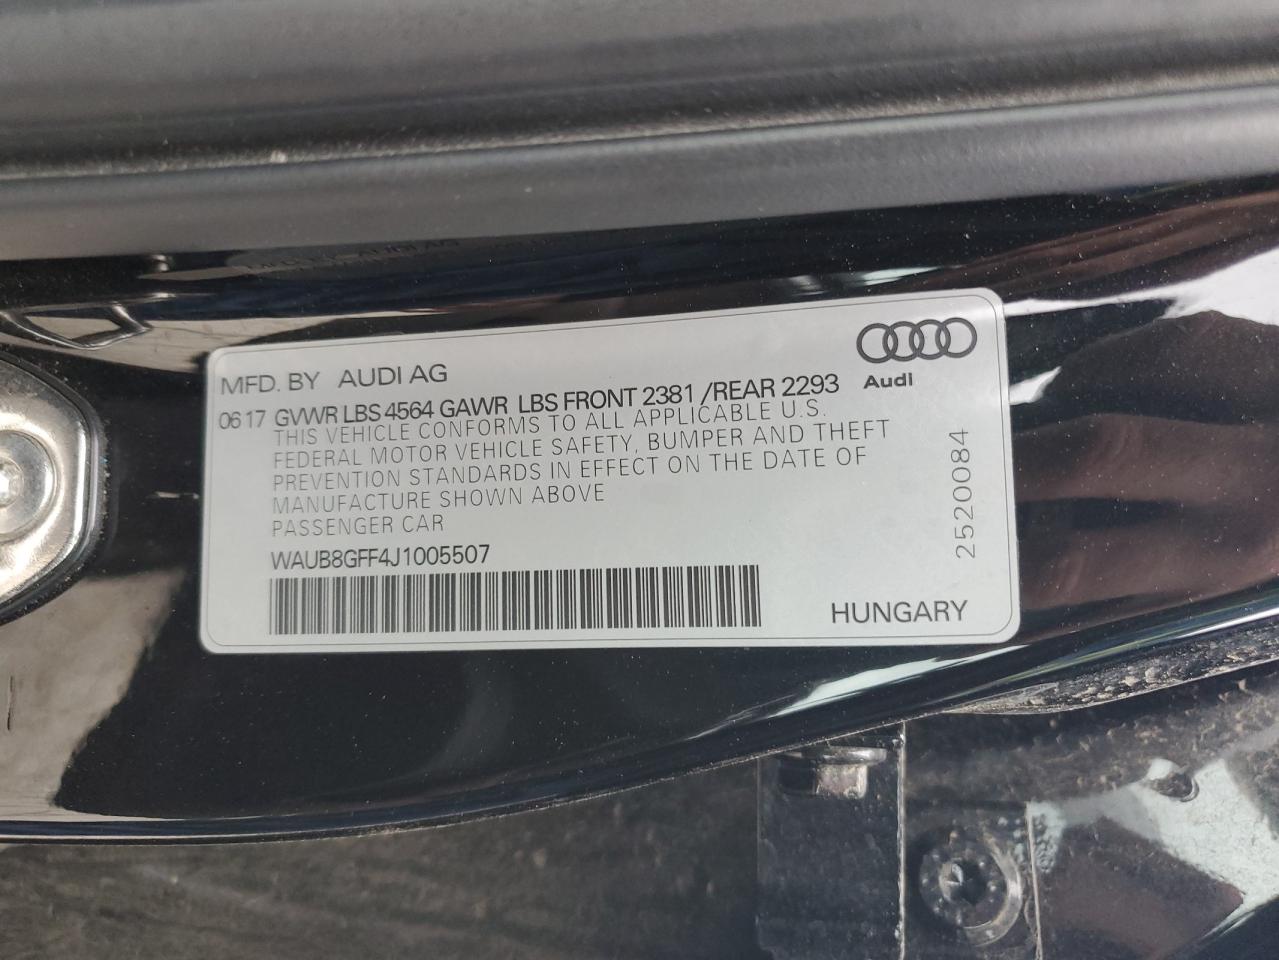 MFD. BY AUDI AG
Audi
06 17 GVWR LBS 4564 GAWR LBS FRONT 2381 /REAR 2293
THIS VEHICLE CONFORMS TO ALL APPLICABLE U.S.
FEDERAL MOTOR VEHICLE SAFETY, BUMPER AND THEFT
PREVENTION STANDARDS IN EFFECT ON THE DATE OF
MANUFACTURE SHOWN ABOVE
PASSENGER CAR
WAUB8GFF4J1005507
2520084
HUNGARY